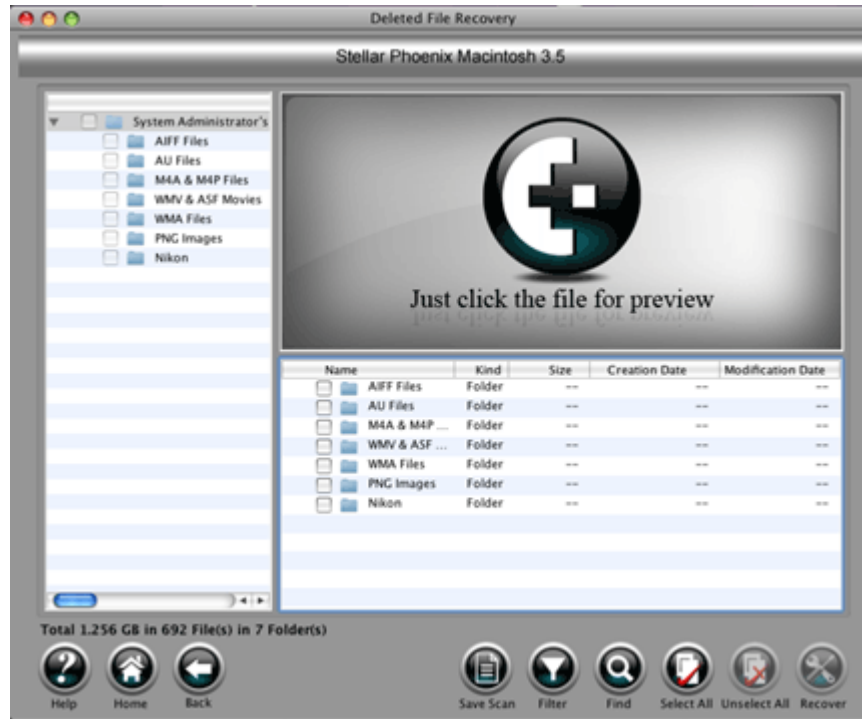 Deleted File Recovery
Stellar Phoenix Macintosh 3.5
System Administrator's
AIFF Files
AU Files
M4A & M4P Files
WMV & ASF Movies
WMA Files
PNG Images
Nikon
Just click the file for preview
Name Kind Size Creation Date Modification Date
AIFF Files Folder -- -- --
AU Files Folder -- -- --
M4A & M4P ... Folder -- -- --
WMV & ASF ... Folder -- -- --
WMA Files Folder -- -- --
PNG Images Folder -- -- --
Nikon Folder -- -- --
Total 1.256 GB in 692 File(s) in 7 Folder(s)
Help Home Back Save Scan Filter Find Select All Unselect All Recover